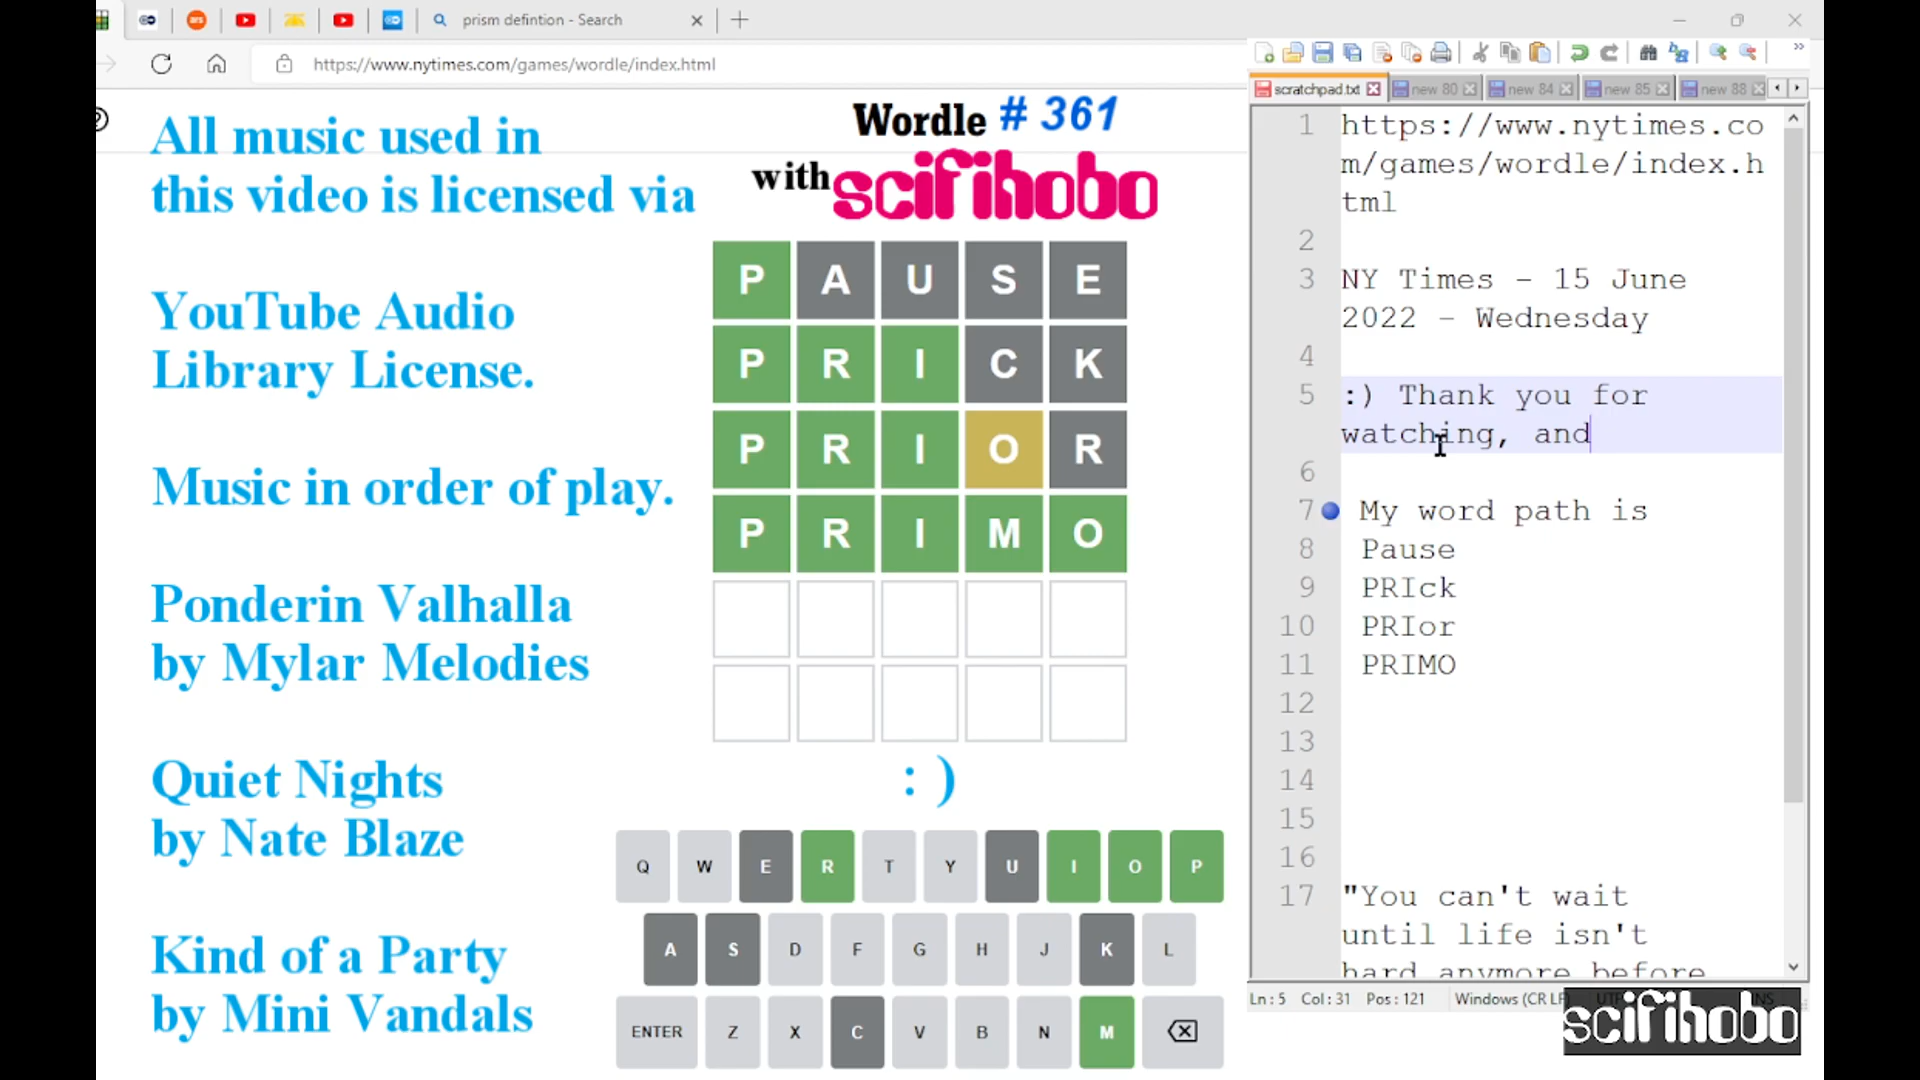 prism defintion - Search
https://www.nytimes.com/games/wordle/index.html
All music used in
this video is licensed via
YouTube Audio
Library License.
Music in order of play.
Ponderin Valhalla
by Mylar Melodies
Quiet Nights
by Nate Blaze
Kind of a Party
by Mini Vandals
Wordle # 361
with scifihobo
P A U S E
P R I C K
P R I O R
P R I M O
: )
Q W E R T Y U I O P
A S D F G H J K L
ENTER Z X C V B N M
scratchpad.txt new 80 new 84 new 85 new 88
1 https://www.nytimes.co
m/games/wordle/index.h
tml
2
3 NY Times - 15 June
2022 - Wednesday
4
5 :) Thank you for
watching, and
6
7 My word path is
8 Pause
9 PRIck
10 PRIor
11 PRIMO
12
13
14
15
16
17 "You can't wait
until life isn't
hard anymore before
Ln:5 Col:31 Pos:121 Windows (CR LF)
scifihobo